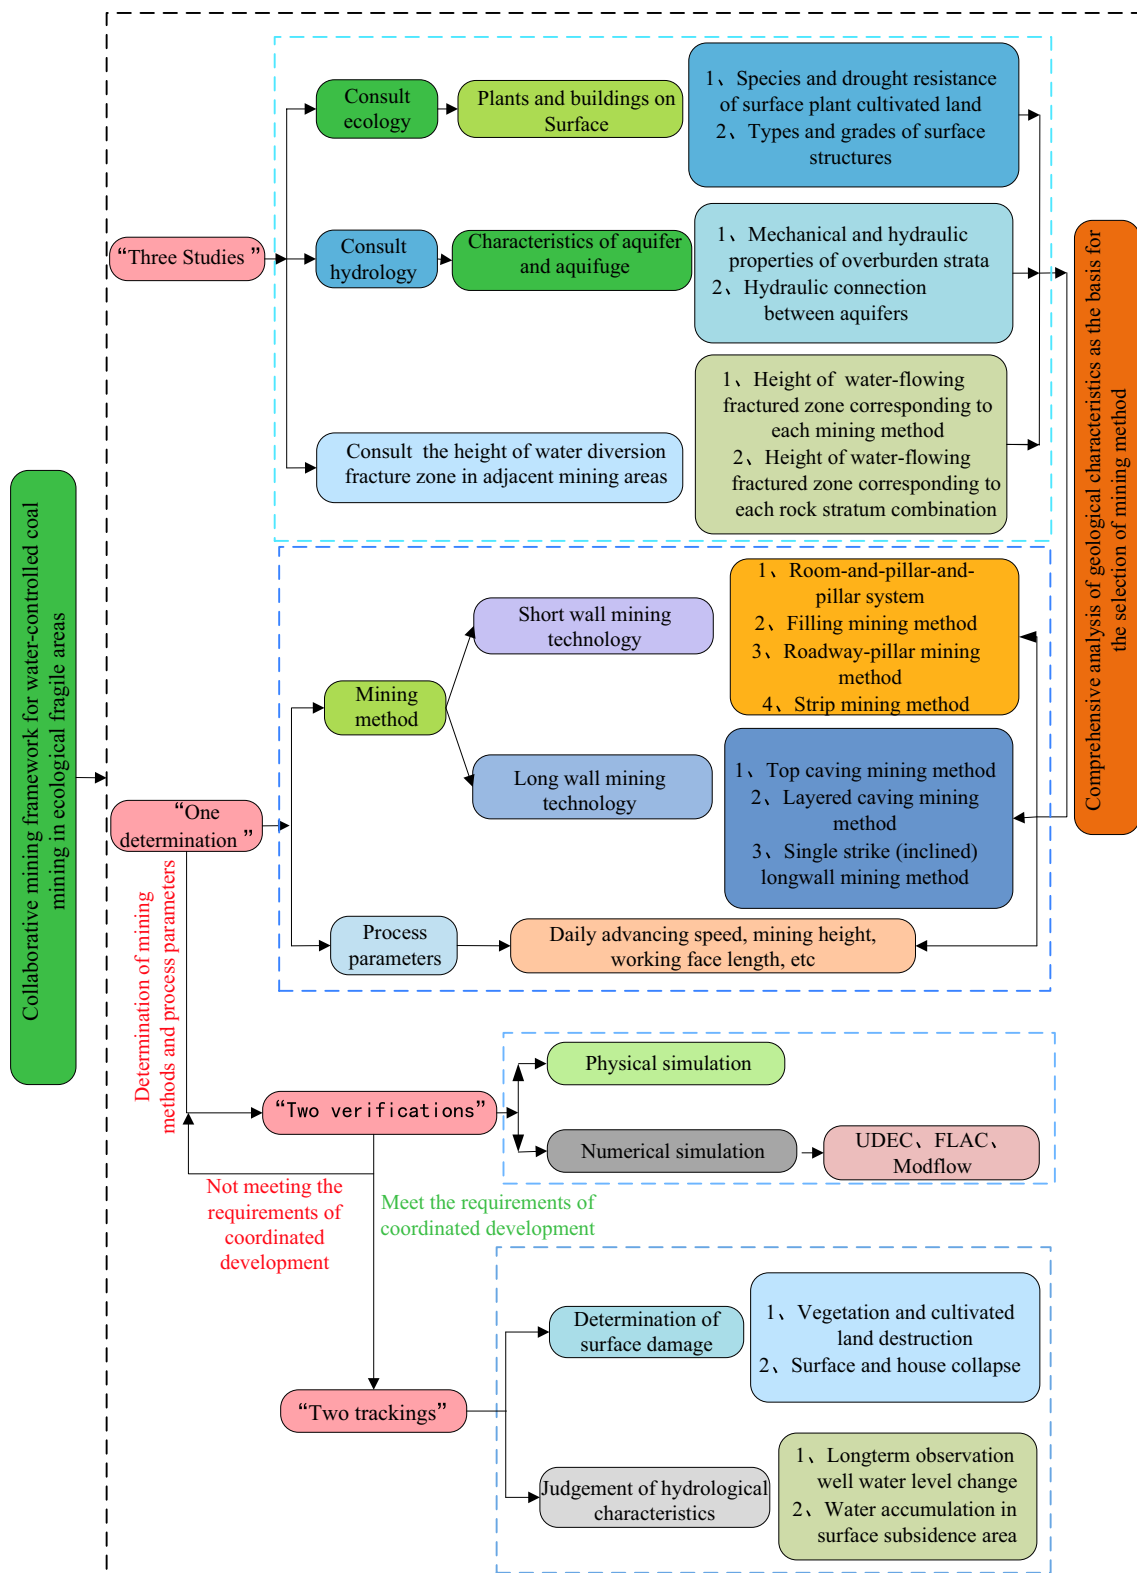 Collaborative mining framework for water-controlled coal
mining in ecological fragile areas
“Three Studies ”
Consult
ecology
Plants and buildings on
Surface
1、Species and drought resistance
of surface plant cultivated land
2、Types and grades of surface
structures
Consult
hydrology
Characteristics of aquifer
and aquifuge
1、Mechanical and hydraulic
properties of overburden strata
2、Hydraulic connection
between aquifers
Consult the height of water diversion
fracture zone in adjacent mining areas
1、Height of water-flowing
fractured zone corresponding to
each mining method
2、Height of water-flowing
fractured zone corresponding to
each rock stratum combination
Comprehensive analysis of geological characteristics as the basis for
the selection of mining method
“One
determination ”
Mining
method
Short wall mining
technology
1、Room-and-pillar-and-
pillar system
2、Filling mining method
3、Roadway-pillar mining
method
4、Strip mining method
Long wall mining
technology
1、Top caving mining method
2、Layered caving mining
method
3、Single strike (inclined)
longwall mining method
Process
parameters
Daily advancing speed, mining height,
working face length, etc
Determination of mining
methods and process parameters
“Two verifications”
Physical simulation
Numerical simulation
UDEC、FLAC、
Modflow
Not meeting the
requirements of
coordinated
development
Meet the requirements of
coordinated development
“Two trackings”
Determination of
surface damage
1、Vegetation and cultivated
land destruction
2、Surface and house collapse
Judgement of hydrological
characteristics
1、Longterm observation
well water level change
2、Water accumulation in
surface subsidence area